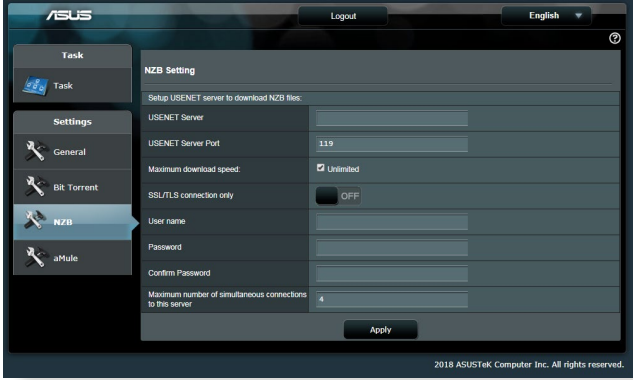 ASUS
Logout
English
Task
Task
Settings
General
Bit Torrent
NZB
aMule
NZB Setting
Setup USENET server to download NZB files:
USENET Server
USENET Server Port
119
Maximum download speed:
Unlimited
SSL/TLS connection only
OFF
User name
Password
Confirm Password
Maximum number of simultaneous connections
to this server
4
Apply
2018 ASUSTeK Computer Inc. All rights reserved.